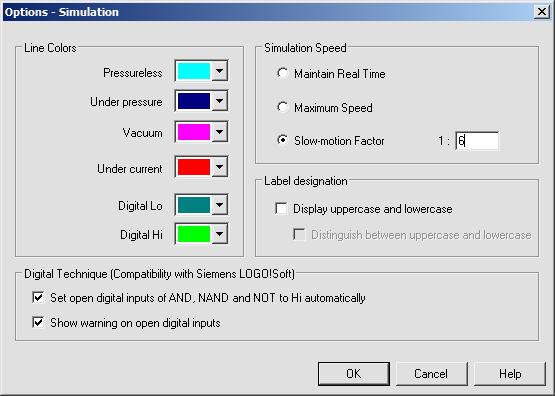 Options - Simulation
Line Colors
Pressureless
Under pressure
Vacuum
Under current
Digital Lo
Digital Hi
Simulation Speed
Maintain Real Time
Maximum Speed
Slow-motion Factor 1 : 6
Label designation
Display uppercase and lowercase
Distinguish between uppercase and lowercase
Digital Technique (Compatibility with Siemens LOGO!Soft)
Set open digital inputs of AND, NAND and NOT to Hi automatically
Show warning on open digital inputs
OK Cancel Help